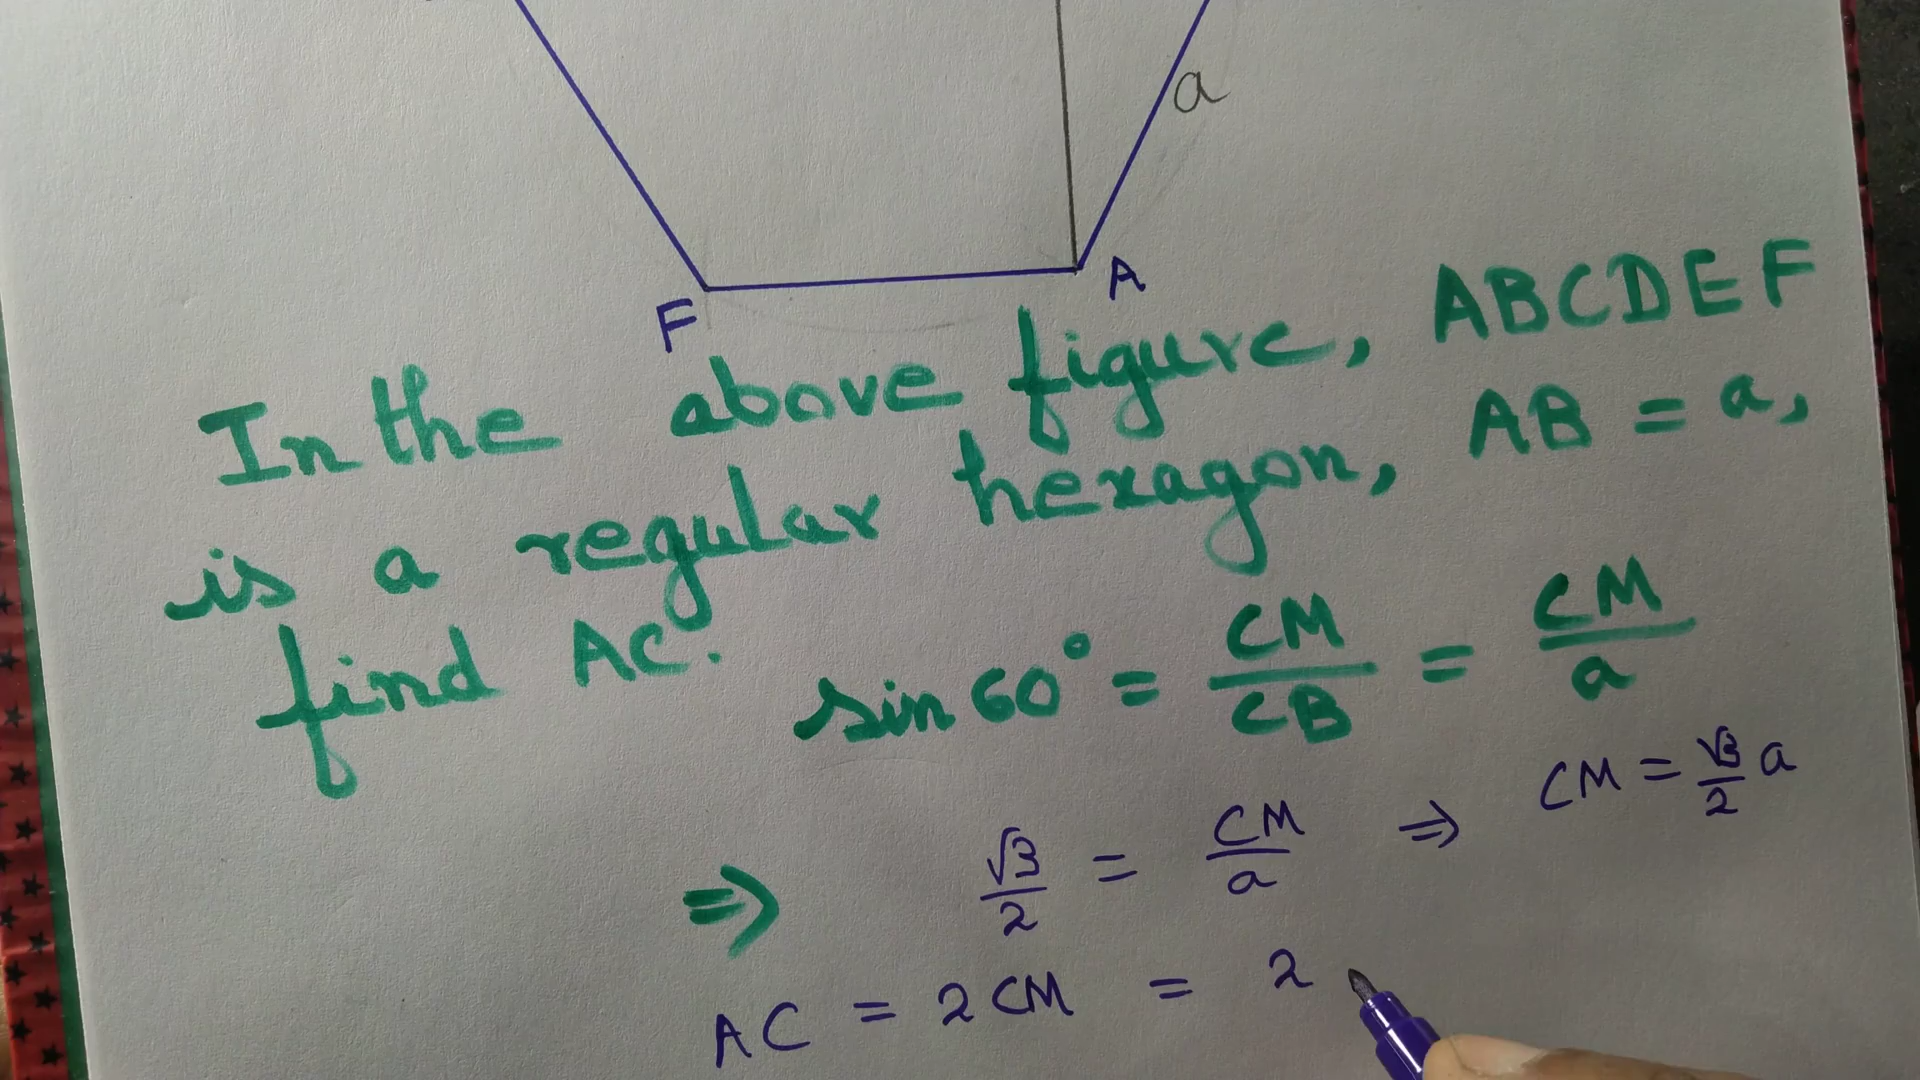 a
F
A
In the above figure, ABCDEF
is a regular hexagon, AB = a,
find AC.
sin 60° = CM/CB = CM/a
⇒ √3/2 = CM/a ⇒ CM = √3/2 a
AC = 2 CM = 2